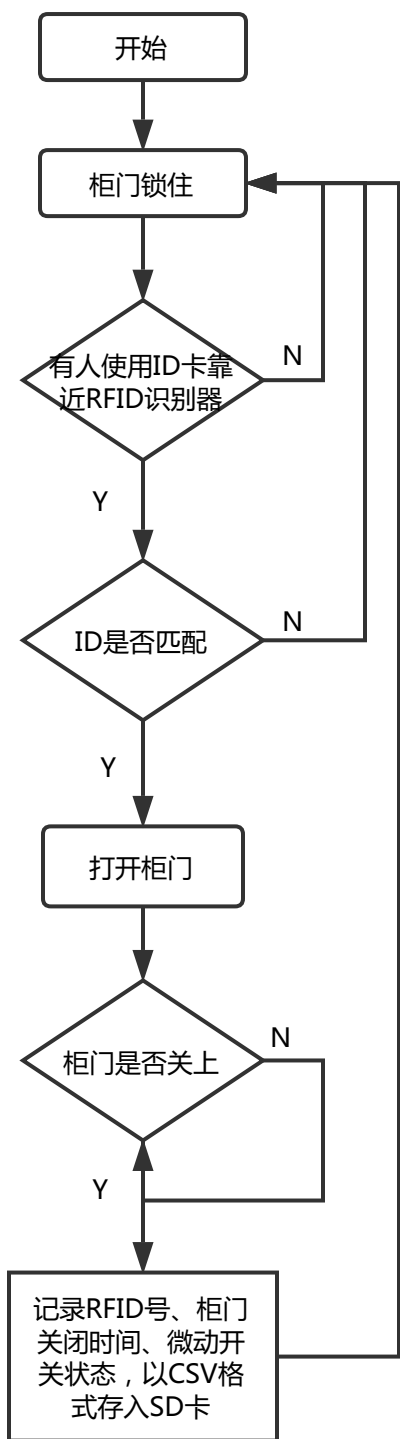 开始
柜门锁住
有人使用ID卡靠
近RFID识别器
N
Y
ID是否匹配
N
Y
打开柜门
柜门是否关上
N
Y
记录RFID号、柜门
关闭时间、微动开
关状态，以CSV格
式存入SD卡